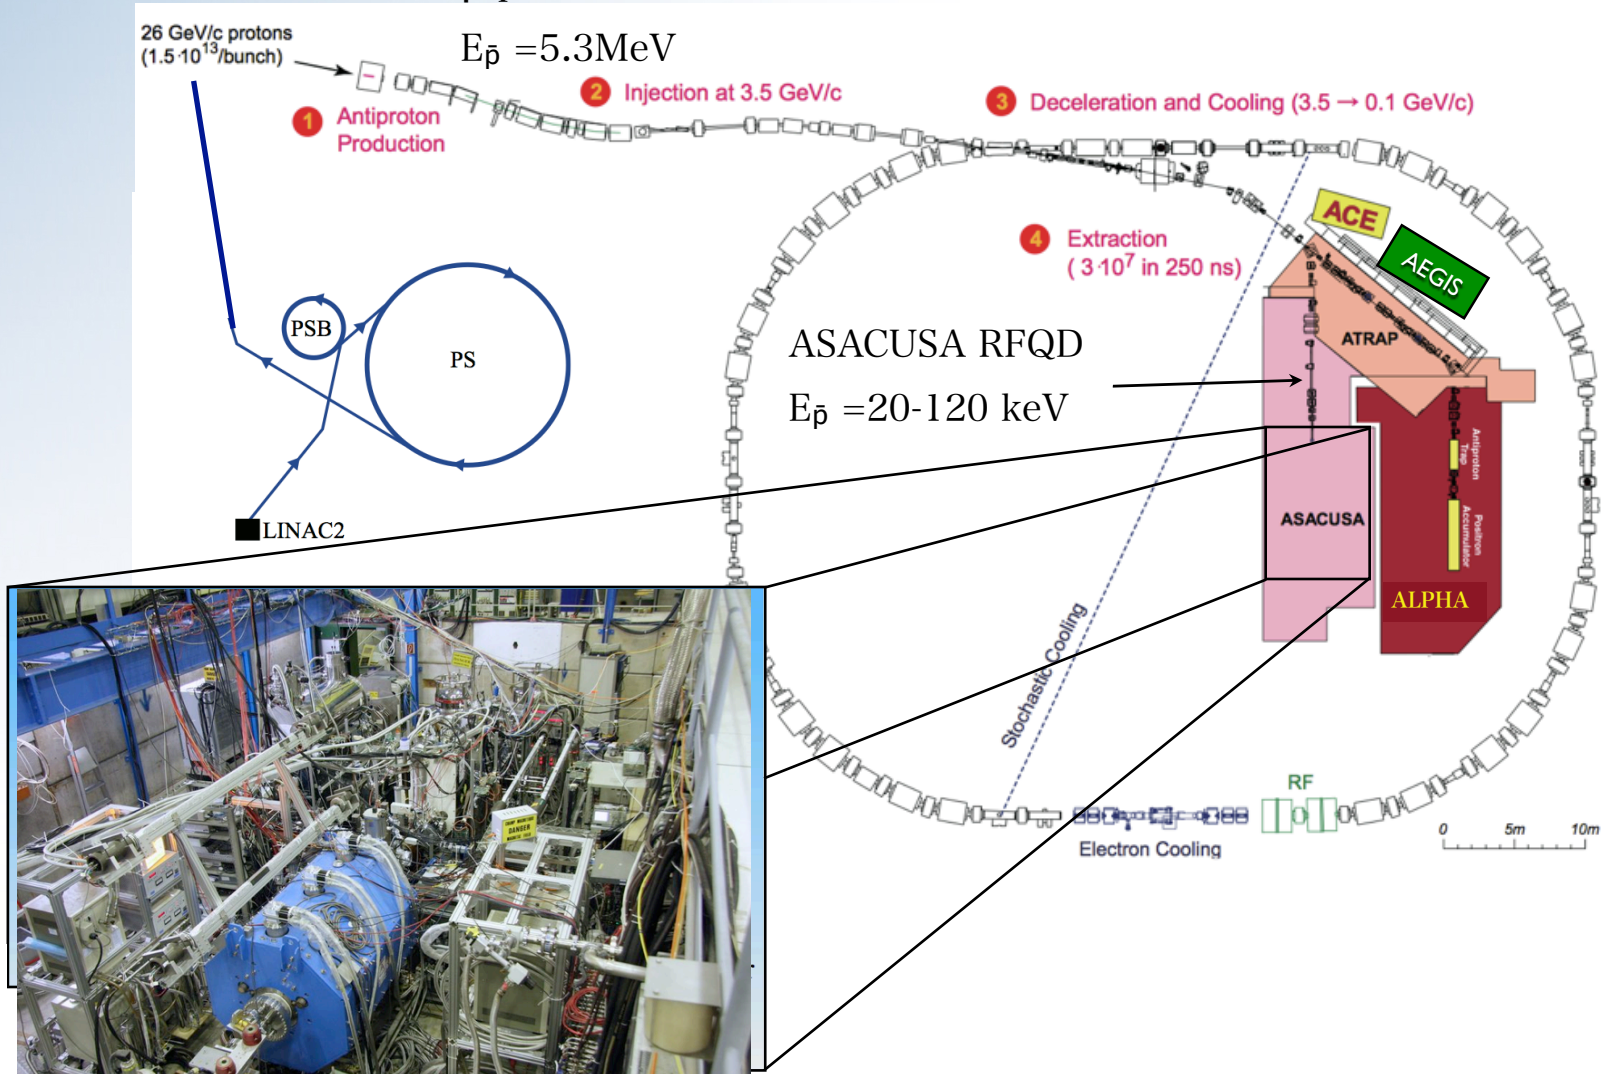 26 GeV/c protons
(1.5·10¹³/bunch)
E p̄ =5.3MeV
1 Antiproton
Production
2 Injection at 3.5 GeV/c
3 Deceleration and Cooling (3.5 → 0.1 GeV/c)
4 Extraction
( 3·10⁷ in 250 ns)
ACE
AEGIS
ATRAP
PSB
PS
LINAC2
ASACUSA RFQD
E p̄ =20-120 keV
Antiproton
Trap
Positron
Accumulator
ASACUSA
ALPHA
Stochastic Cooling
RF
Electron Cooling
0 5m 10m
DANGER